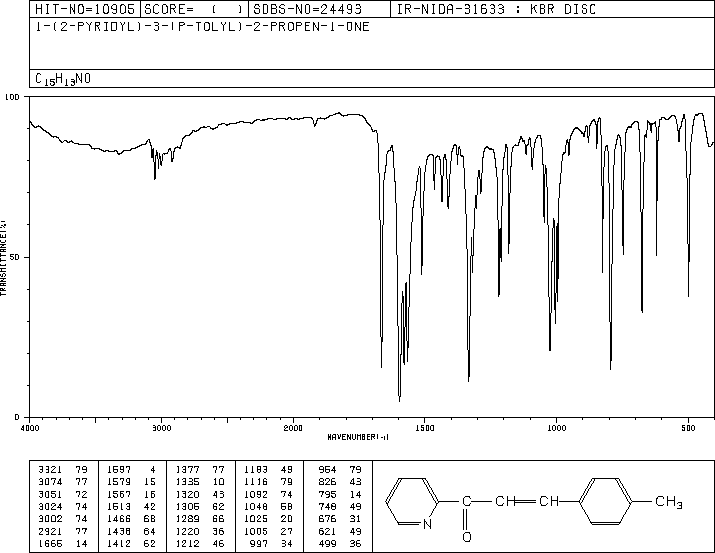 HIT-NO=10905 SCORE= ( ) SDBS-NO=24493 IR-NIDA-31633 : KBR DISC
1-(2-PYRIDYL)-3-(P-TOLYL)-2-PROPEN-1-ONE
C15H13NO
100
50
0
TRANSMITTANCE(%)
4000 3000 2000 1500 1000 500
WAVENUMBER(-1)
3321 79 1597 4 1377 77 1183 49 964 79
3074 77 1579 15 1335 10 1116 79 826 43
3051 72 1567 16 1320 43 1092 74 795 14
3024 74 1513 42 1305 62 1048 58 748 49
3002 74 1466 68 1289 66 1025 20 676 31
2921 77 1438 64 1220 36 1005 27 621 49
1665 14 1412 62 1212 46 997 34 499 36
N
C
O
CH
CH
CH3